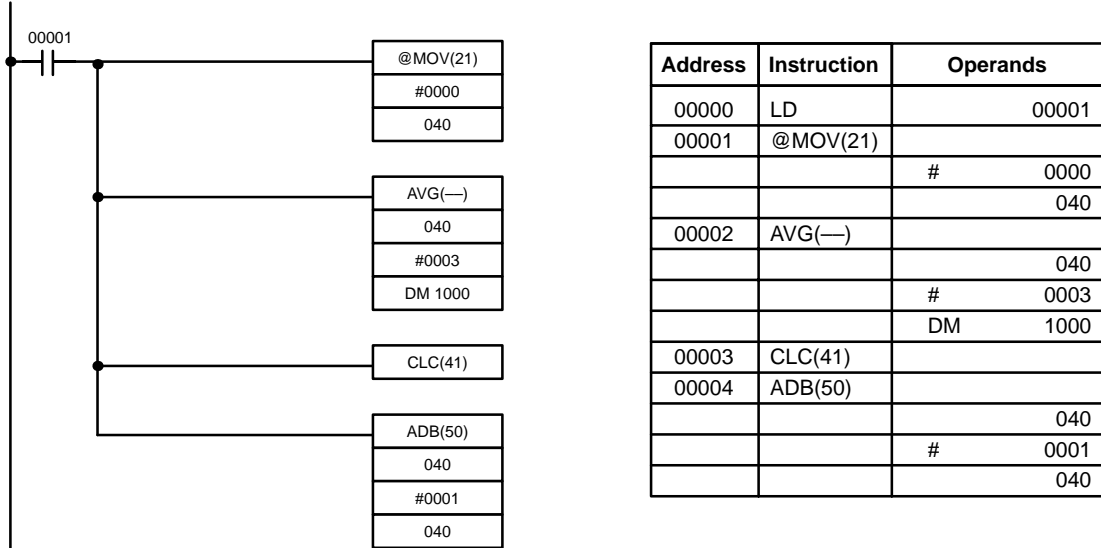 00001
@MOV(21)
#0000
040
AVG(—)
040
#0003
DM 1000
CLC(41)
ADB(50)
040
#0001
040
Address Instruction Operands
00000 LD 00001
00001 @MOV(21)
# 0000
040
00002 AVG(—)
040
# 0003
DM 1000
00003 CLC(41)
00004 ADB(50)
040
# 0001
040